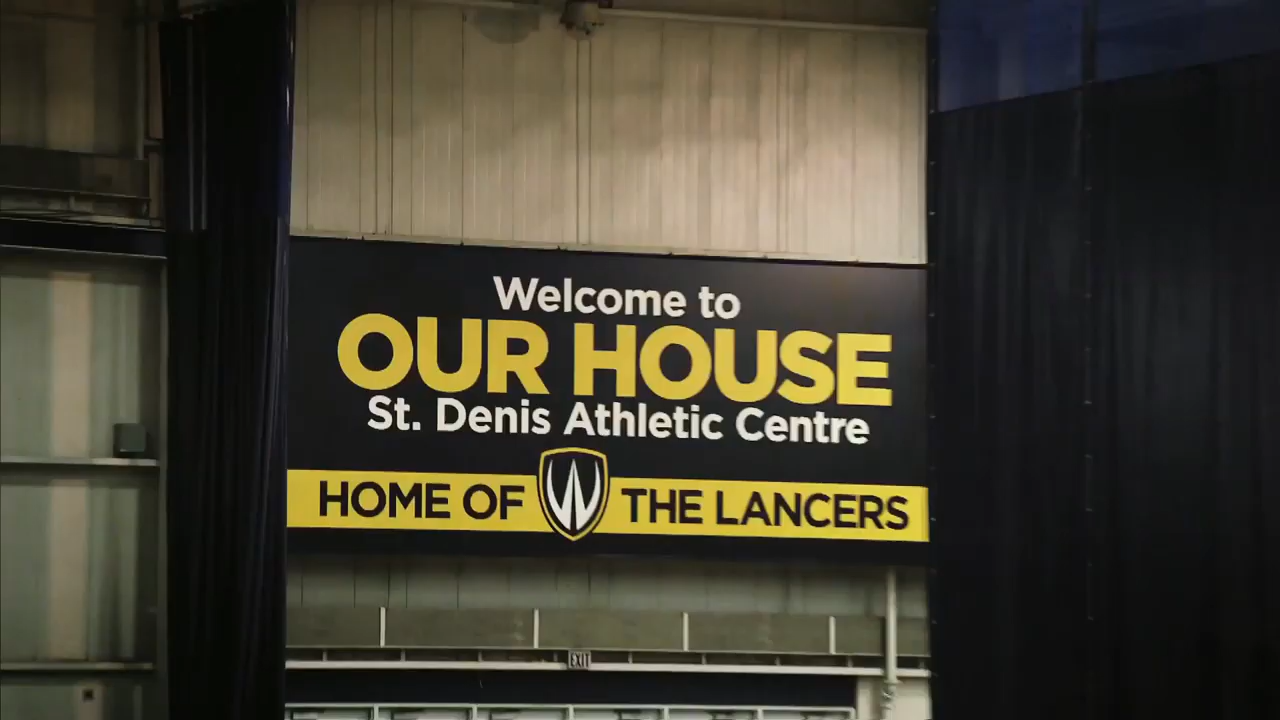 Welcome to
OUR HOUSE
St. Denis Athletic Centre
HOME OF W THE LANCERS
EXIT